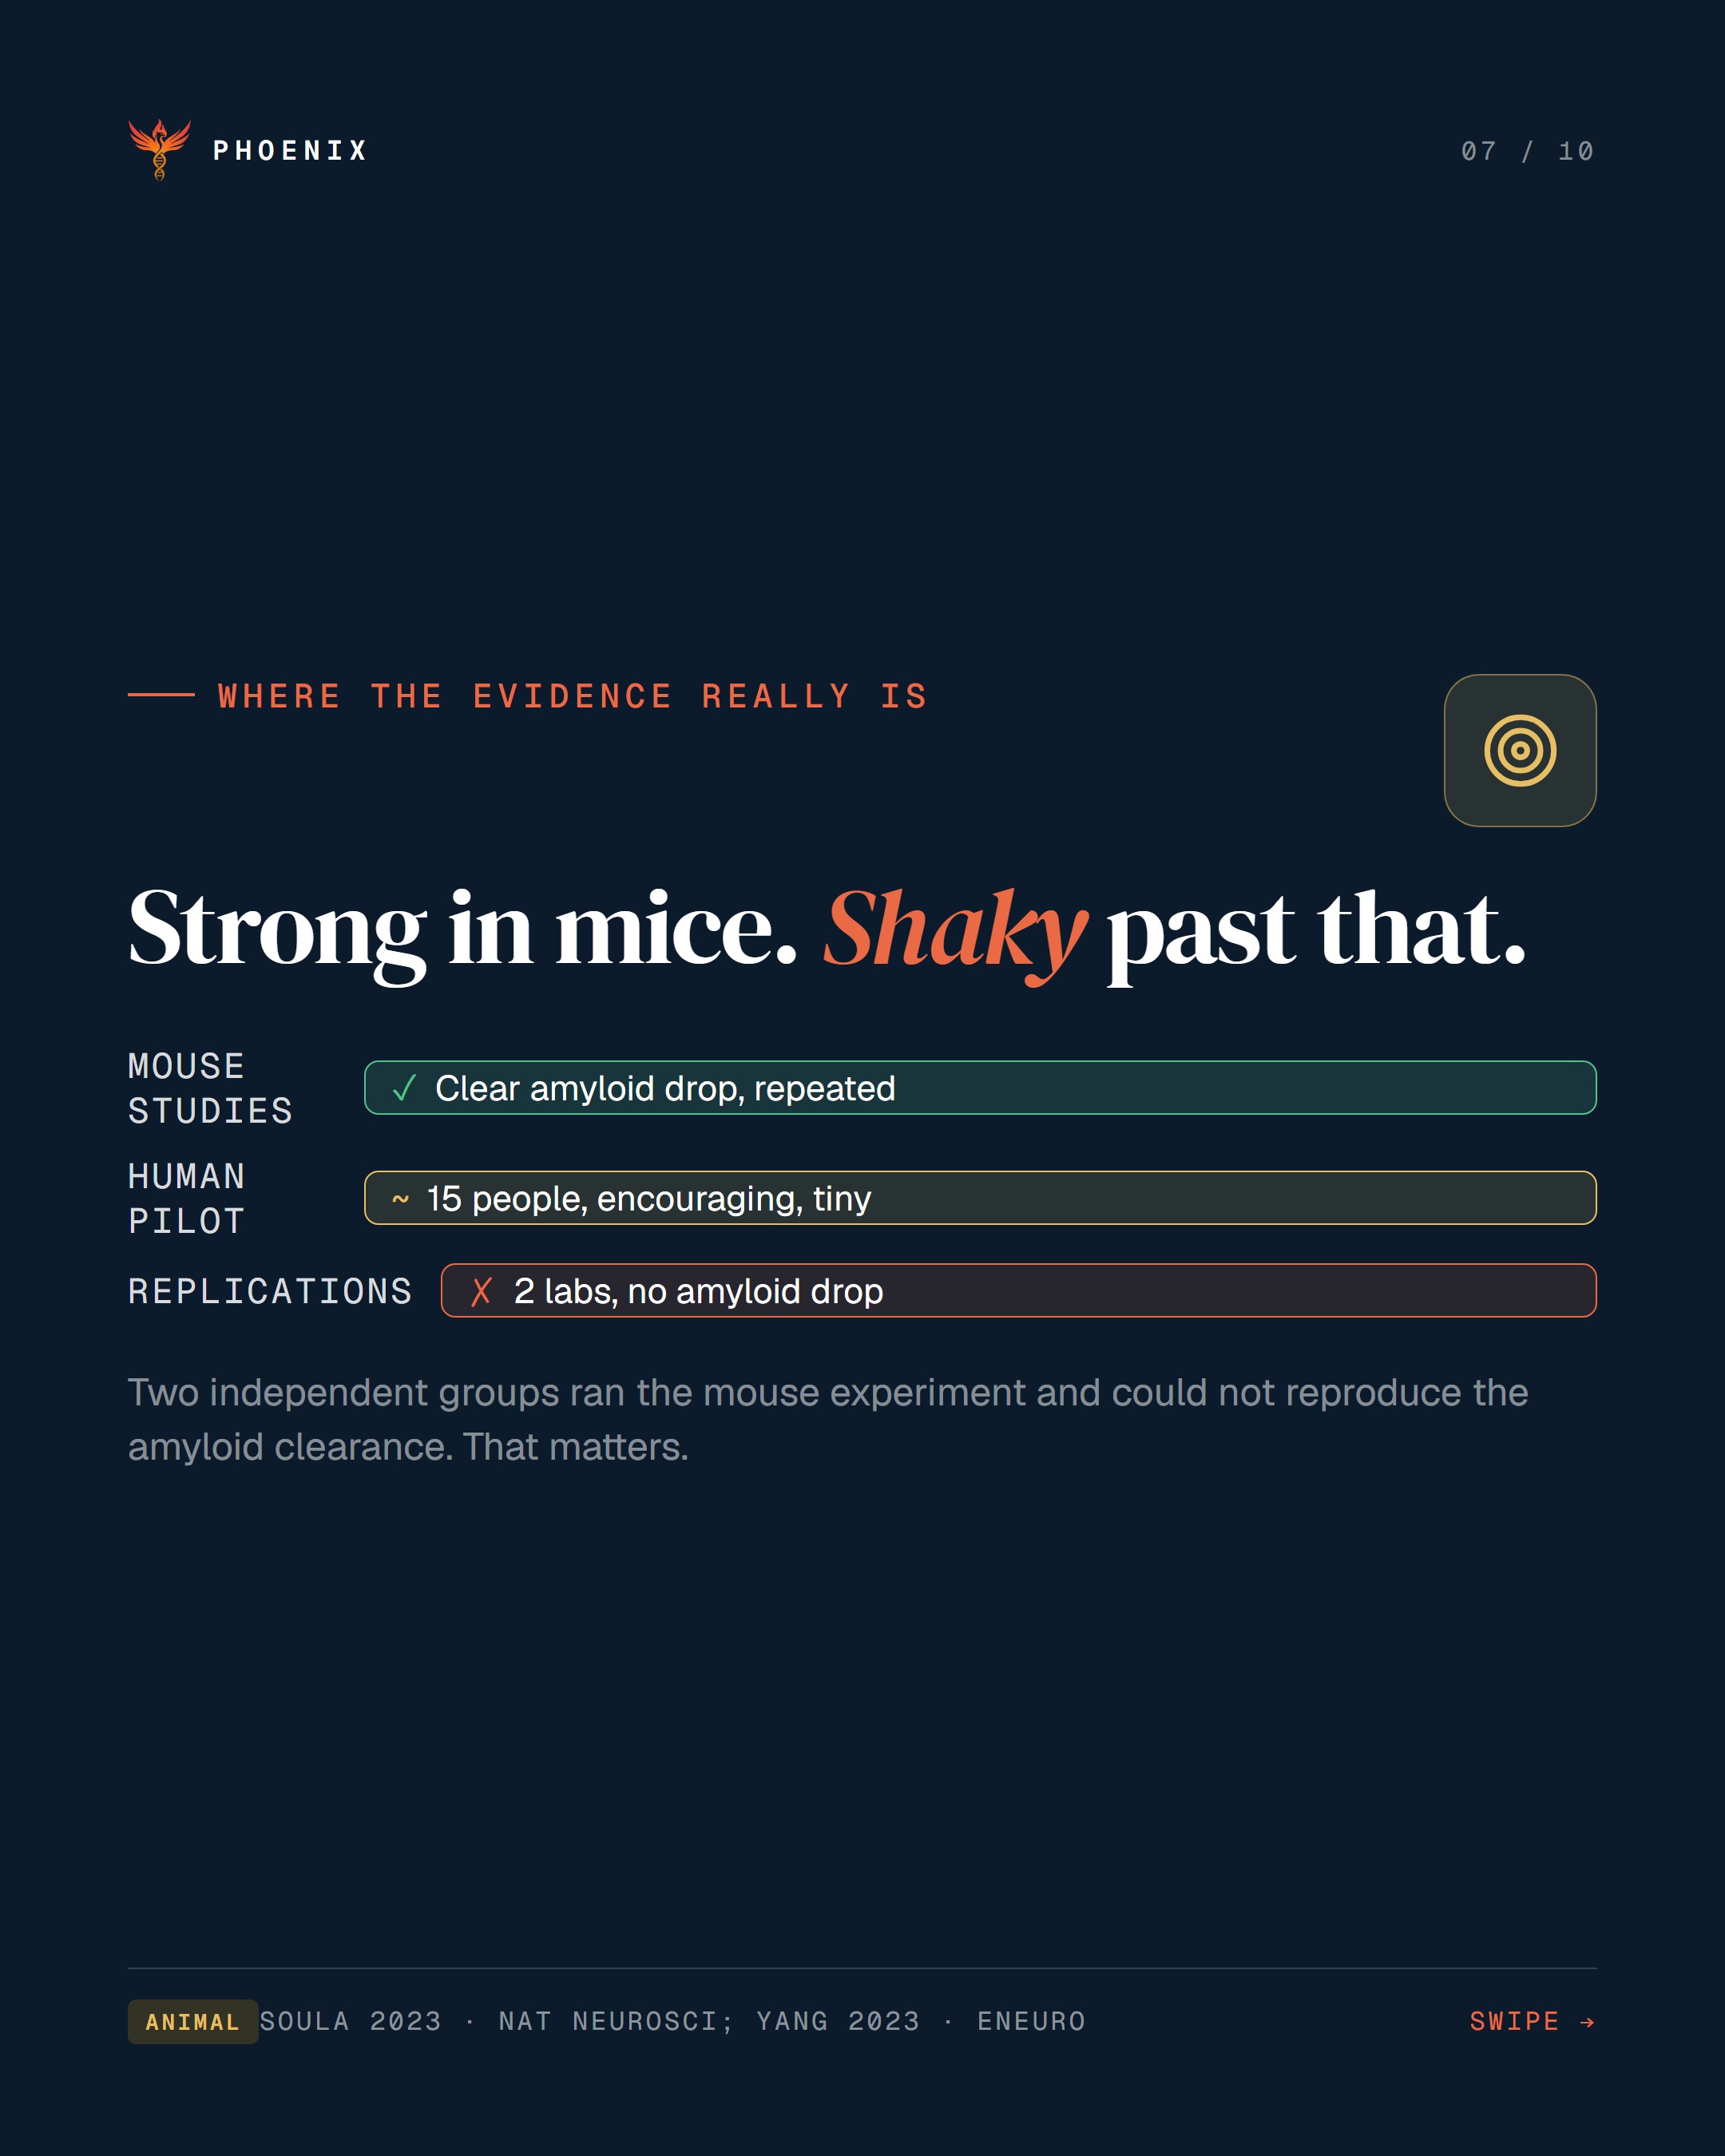 PHOENIX
07 / 10
WHERE THE EVIDENCE REALLY IS
Strong in mice. Shaky past that.
MOUSE
STUDIES
✓ Clear amyloid drop, repeated
HUMAN
PILOT
~ 15 people, encouraging, tiny
REPLICATIONS
✗ 2 labs, no amyloid drop
Two independent groups ran the mouse experiment and could not reproduce the
amyloid clearance. That matters.
ANIMAL SOULA 2023 · NAT NEUROSCI; YANG 2023 · ENEURO
SWIPE →